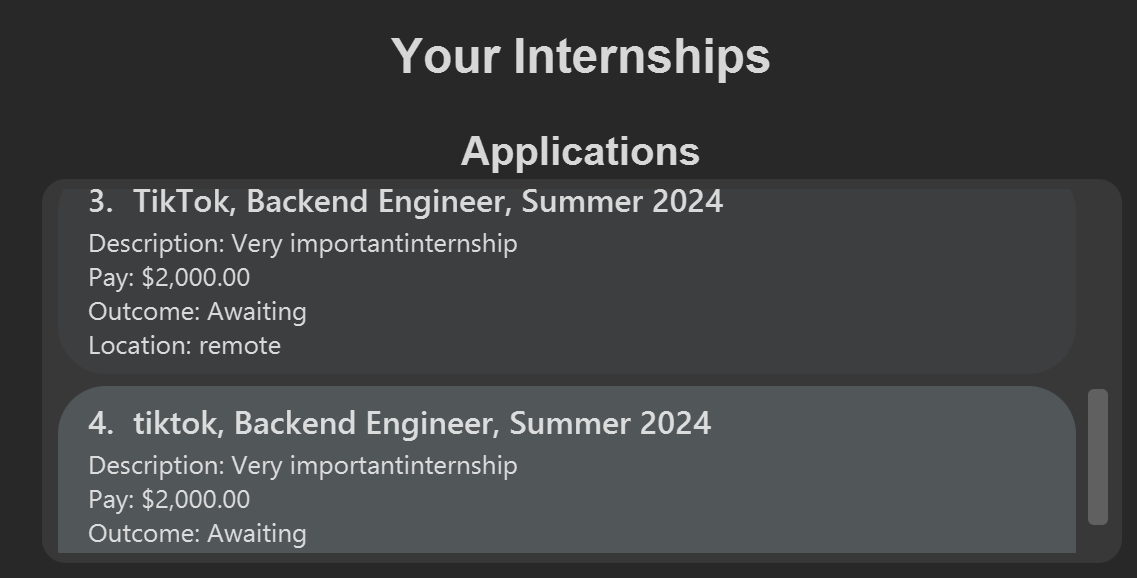 Your Internships
Applications
3. TikTok, Backend Engineer, Summer 2024
Description: Very importantinternship
Pay: $2,000.00
Outcome: Awaiting
Location: remote
4. tiktok, Backend Engineer, Summer 2024
Description: Very importantinternship
Pay: $2,000.00
Outcome: Awaiting